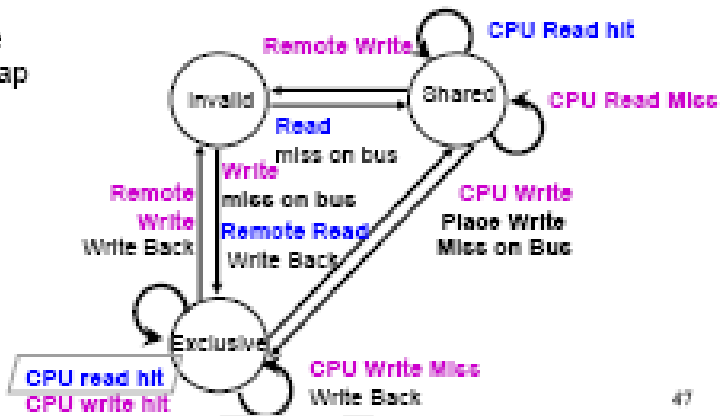 ap
Remote Write
CPU Read hit
Invalid
Shared
CPU Read Miss
Read
miss on bus
Write
miss on bus
Remote
Write
Write Back
Remote Read
Write Back
CPU Write
Place Write
Miss on Bus
Exclusive
CPU read hit
CPU write hit
CPU Write Miss
Write Back
47